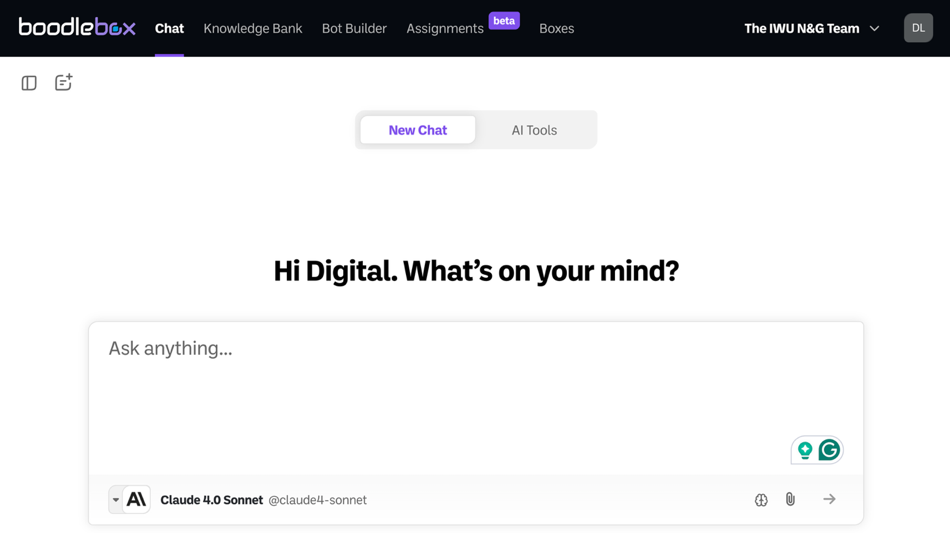 boodlebox Chat Knowledge Bank Bot Builder Assignments beta Boxes The IWU N&G Team DL
New Chat AI Tools
Hi Digital. What's on your mind?
Ask anything...
G
AI Claude 4.0 Sonnet @claude4-sonnet